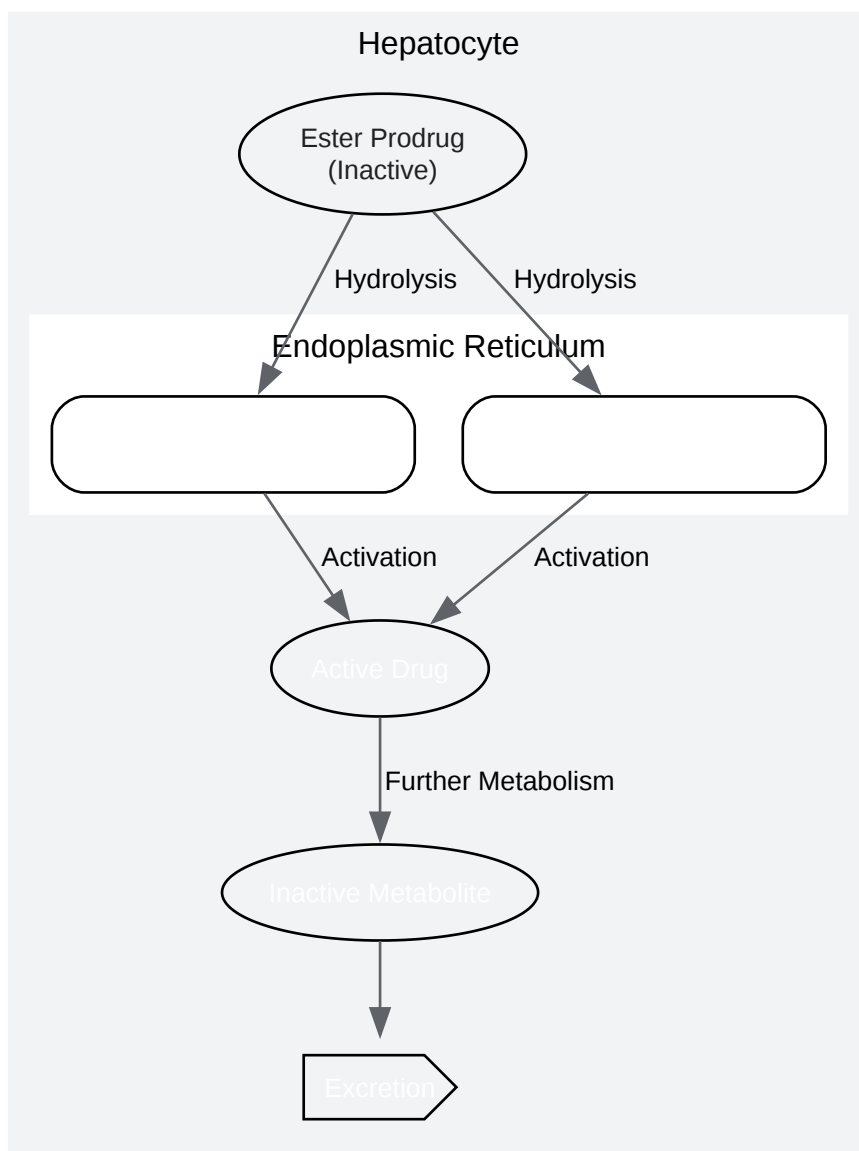 Hepatocyte
Ester Prodrug
(Inactive)
Hydrolysis
Hydrolysis
Endoplasmic Reticulum
Activation
Activation
Active Drug
Further Metabolism
Inactive Metabolite
Excretion